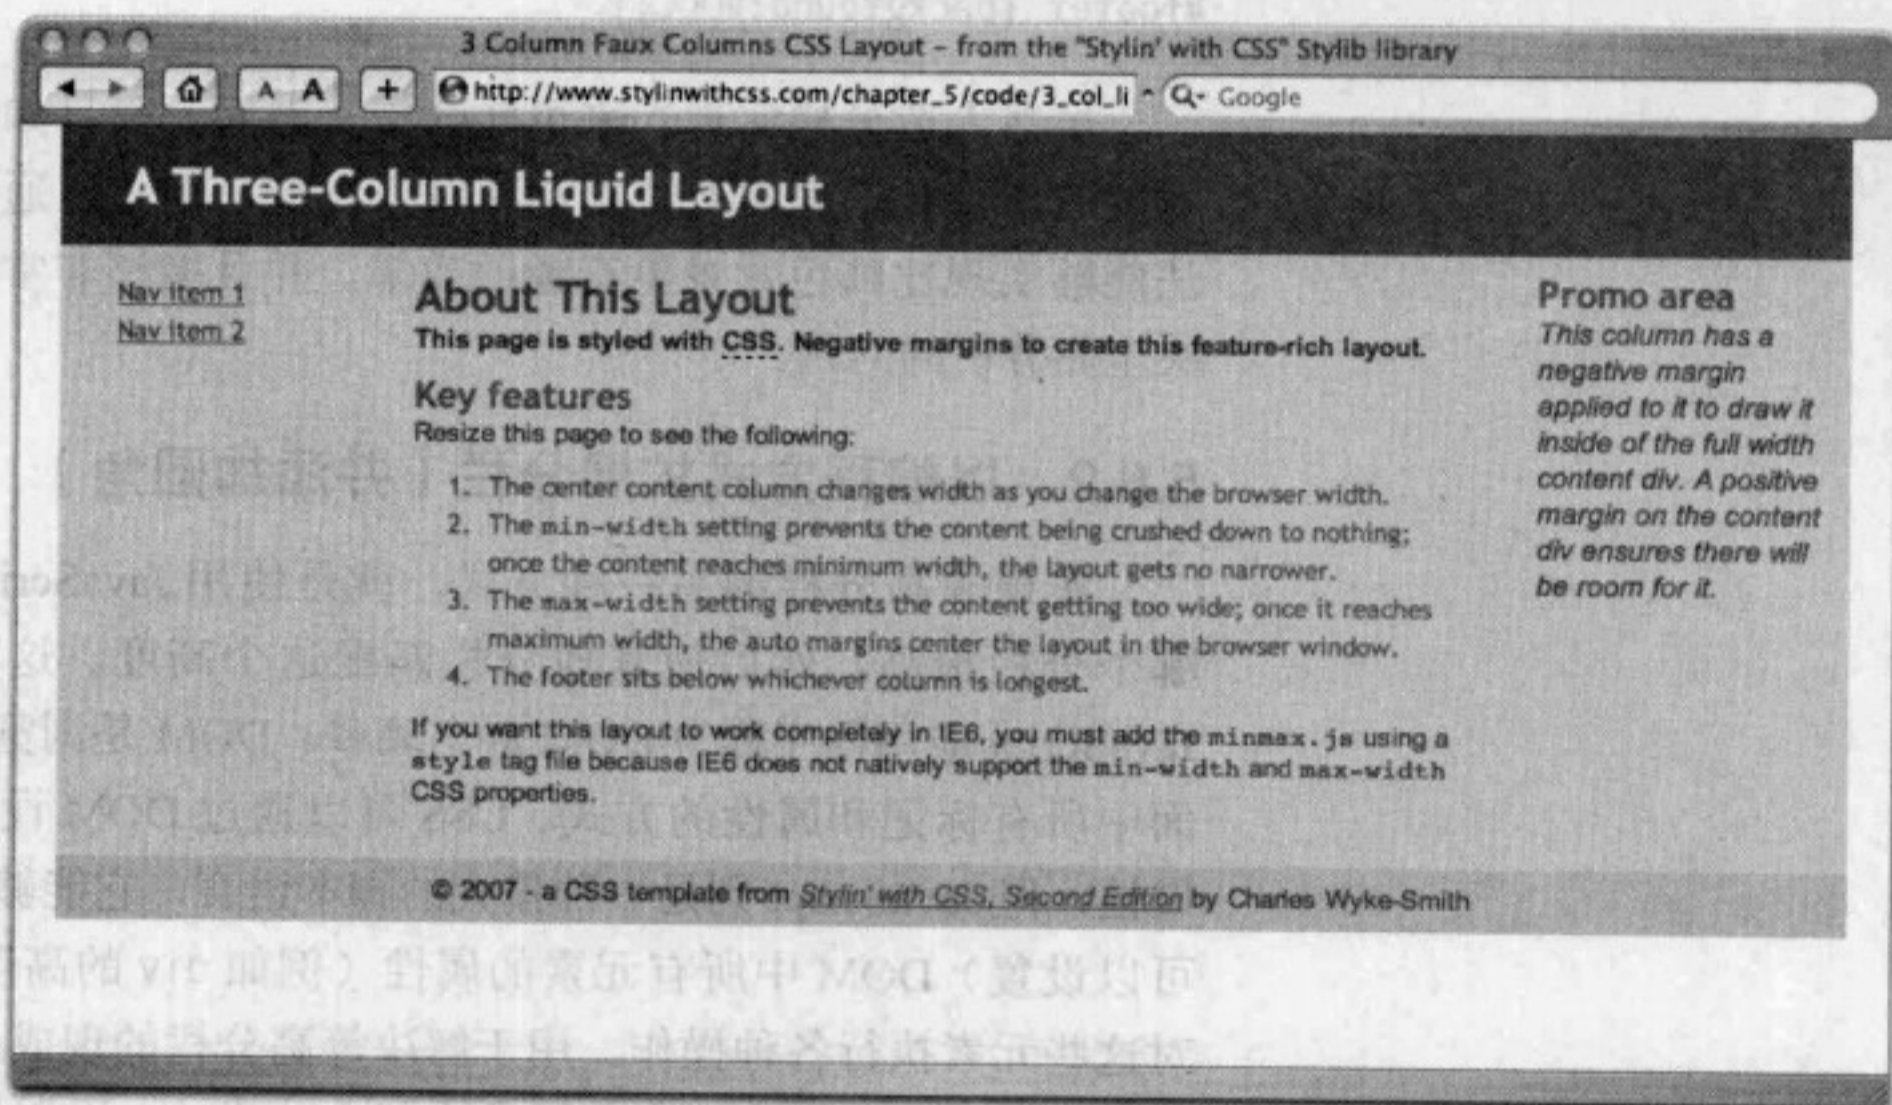 3 Column Faux Columns CSS Layout – from the "Stylin' with CSS" Stylib library
A A + http://www.stylinwithcss.com/chapter_5/code/3_col_li Google
A Three-Column Liquid Layout
Nav item 1
Nav item 2
About This Layout
This page is styled with CSS. Negative margins to create this feature-rich layout.
Key features
Resize this page to see the following:
1. The center content column changes width as you change the browser width.
2. The min-width setting prevents the content being crushed down to nothing;
once the content reaches minimum width, the layout gets no narrower.
3. The max-width setting prevents the content getting too wide; once it reaches
maximum width, the auto margins center the layout in the browser window.
4. The footer sits below whichever column is longest.
If you want this layout to work completely in IE6, you must add the minmax.js using a
style tag file because IE6 does not natively support the min-width and max-width
CSS properties.
Promo area
This column has a
negative margin
applied to it to draw it
inside of the full width
content div. A positive
margin on the content
div ensures there will
be room for it.
© 2007 - a CSS template from Stylin' with CSS, Second Edition by Charles Wyke-Smith